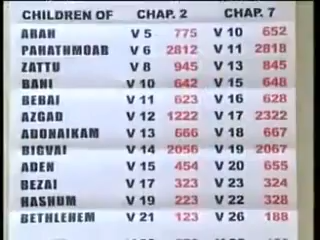 CHILDREN OF CHAP. 2 CHAP. 7
ARAH V 5 775 V 10 652
PAHATHMOAB V 6 2812 V 11 2818
ZATTU V 8 945 V 13 845
BANI V 10 642 V 15 648
BEBAI V 11 623 V 16 628
AZGAD V 12 1222 V 17 2322
ADONAIKAM V 13 666 V 18 667
BIGVAI V 14 2056 V 19 2067
ADEN V 15 454 V 20 655
BEZAI V 17 323 V 23 324
HASHUM V 19 223 V 22 328
BETHLEHEM V 21 123 V 26 188